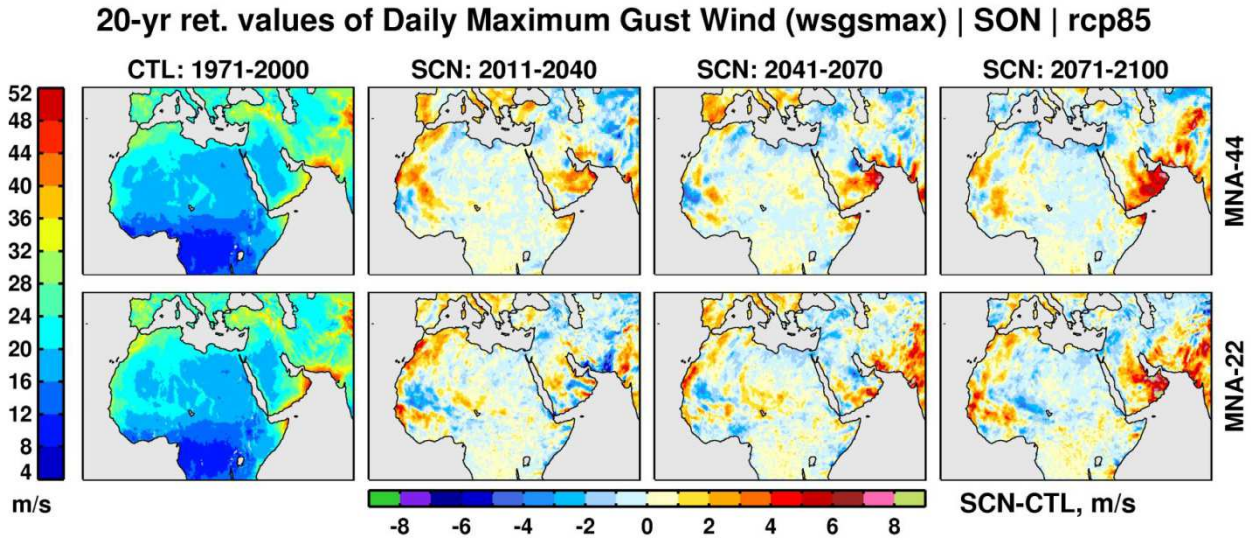 20-yr ret. values of Daily Maximum Gust Wind (wsgsmax) | SON | rcp85
CTL: 1971-2000
SCN: 2011-2040
SCN: 2041-2070
SCN: 2071-2100
52
48
44
40
36
32
28
24
20
16
12
8
4
m/s
MNA-44
MNA-22
-8 -6 -4 -2 0 2 4 6 8
SCN-CTL, m/s